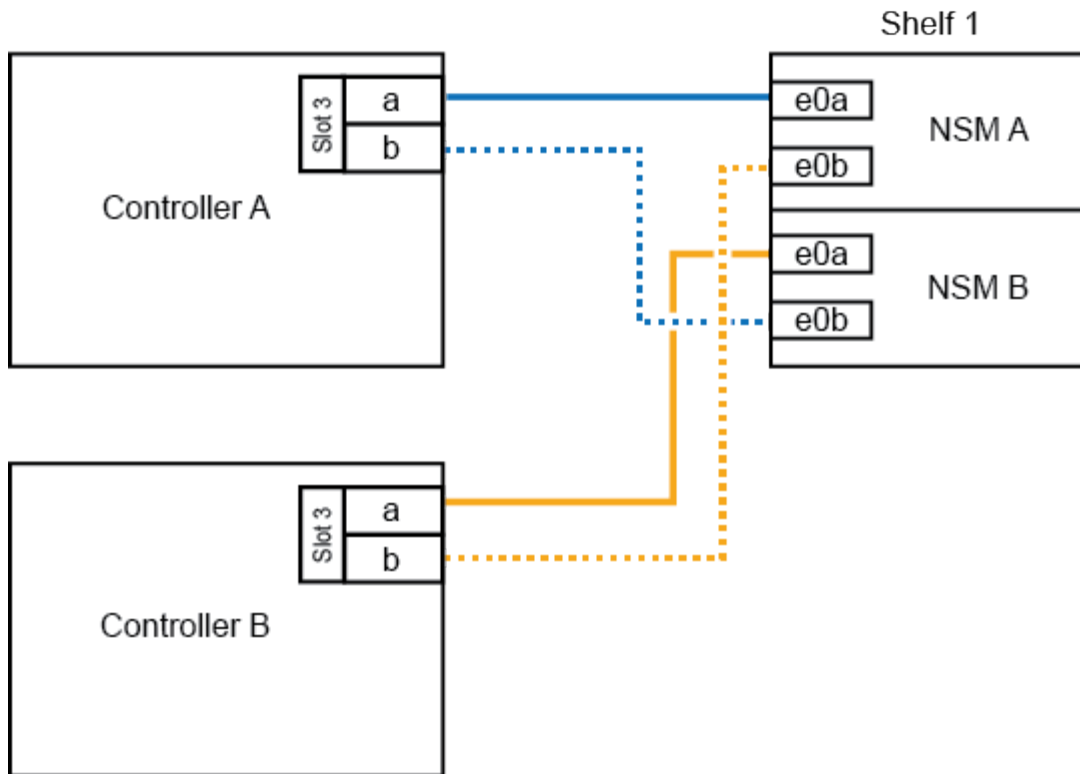 Shelf 1
Controller A
Slot 3
a
b
e0a
e0b
NSM A
e0a
e0b
NSM B
Controller B
Slot 3
a
b